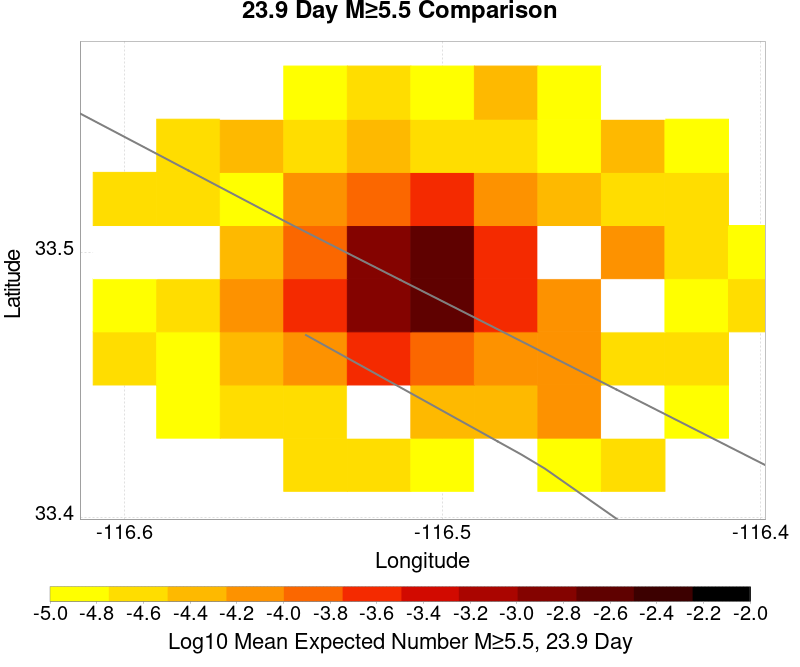 23.9 Day M≥5.5 Comparison
Latitude
33.5
33.4
-116.6 -116.5 -116.4
Longitude
-5.0 -4.8 -4.6 -4.4 -4.2 -4.0 -3.8 -3.6 -3.4 -3.2 -3.0 -2.8 -2.6 -2.4 -2.2 -2.0
Log10 Mean Expected Number M≥5.5, 23.9 Day